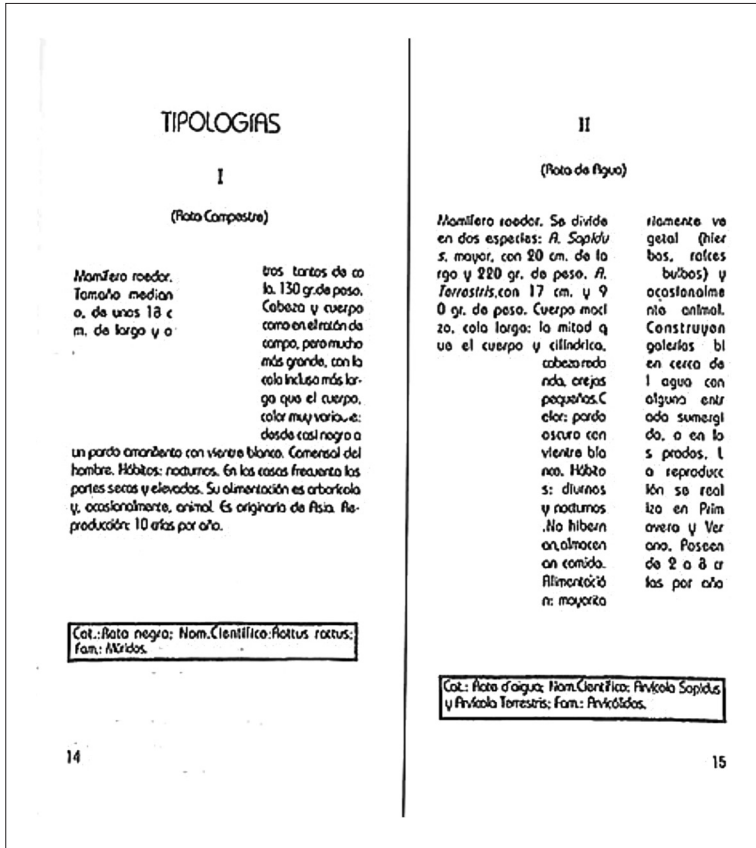 TIPOLOGÍAS
I
(Rata Campestre)
Mamífero roedor.
Tamaño median
o, de unos 18 c
m. de largo y o
tros tantos de co
la. 130 gr.de peso.
Cabeza y cuerpo
como en el ratón de
campo, pero mucho
más grande, con la
cola incluso más lar-
ga que el cuerpo,
color muy
desde casi negro a
un pardo amarillento con vientre blanco. Comensal del
hombre. Hábitos: nocturnos. En las casas frecuenta las
partes secas y elevadas. Su alimentación es arborícola
y, ocasionalmente, animal. Es originaria de Asia. Re-
producción: 10 crías por año.
Cat.:Rata negra; Nom.Científico:Rattus rattus;
Fam.: Múridos.
14
II
(Rata de Agua)
Mamífero roedor. Se divide
en dos especies: A. Sapidu
s, mayor, con 20 cm. de la
rgo y 220 gr. de peso. A.
Terrestris,con 17 cm. y 9
0 gr. de peso. Cuerpo maci
zo, cola larga: la mitad q
ue el cuerpo y cilíndrica,
cabeza redo
nda, orejas
pequeñas.C
olor: pardo
oscuro con
vientre bla
nco. Hábito
s: diurnos
y nocturnos
.No hibern
an,almacen
an comida.
Alimentació
n: mayorita
riamente ve
getal (hier
bas, raíces
bulbos) y
ocasionalme
nte animal.
Construyen
galerías bi
en cerca de
l agua con
alguna entr
ada sumergi
da, o en lo
s prados. L
a reproducc
ión se real
iza en Prim
avera y Ver
ano. Poseen
de 2 a 8 cr
ías por año
Cat.: Rata d'aigua; Nom.Científico: Arvicola Sapidus
y Arvicola Terrestris; Fam.: Arvicólidos.
15